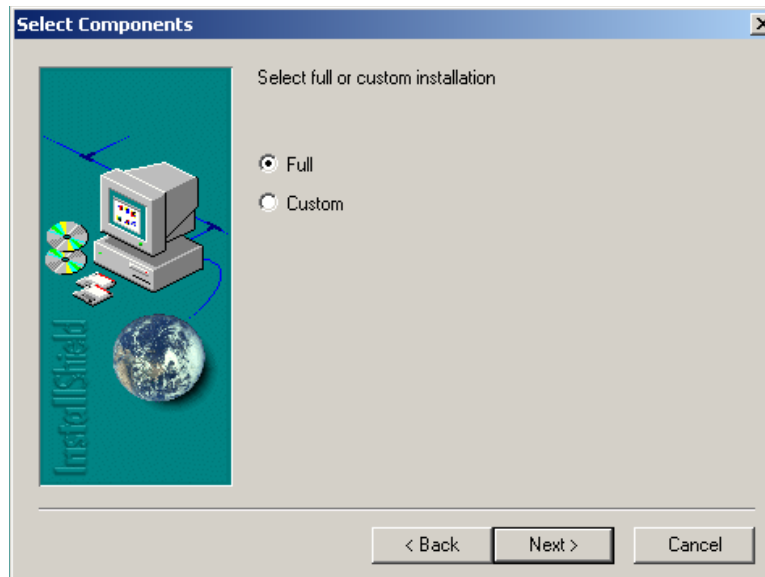 Select Components
Select full or custom installation
Full
Custom
InstallShield
< Back
Next >
Cancel